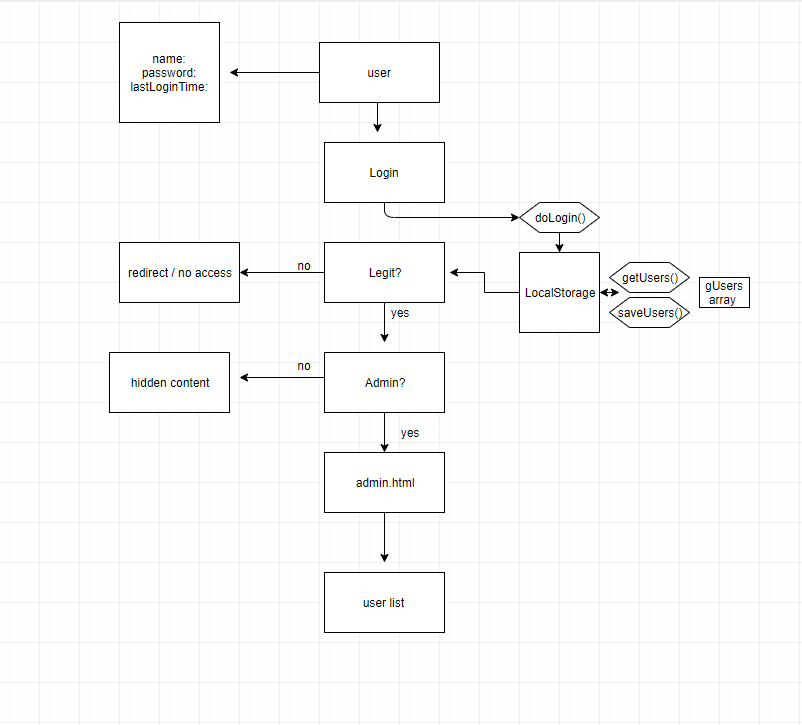 name:
password:
lastLoginTime:
user
Login
doLogin()
redirect / no access
no
Legit?
LocalStorage
getUsers()
saveUsers()
gUsers
array
yes
hidden content
no
Admin?
yes
admin.html
user list